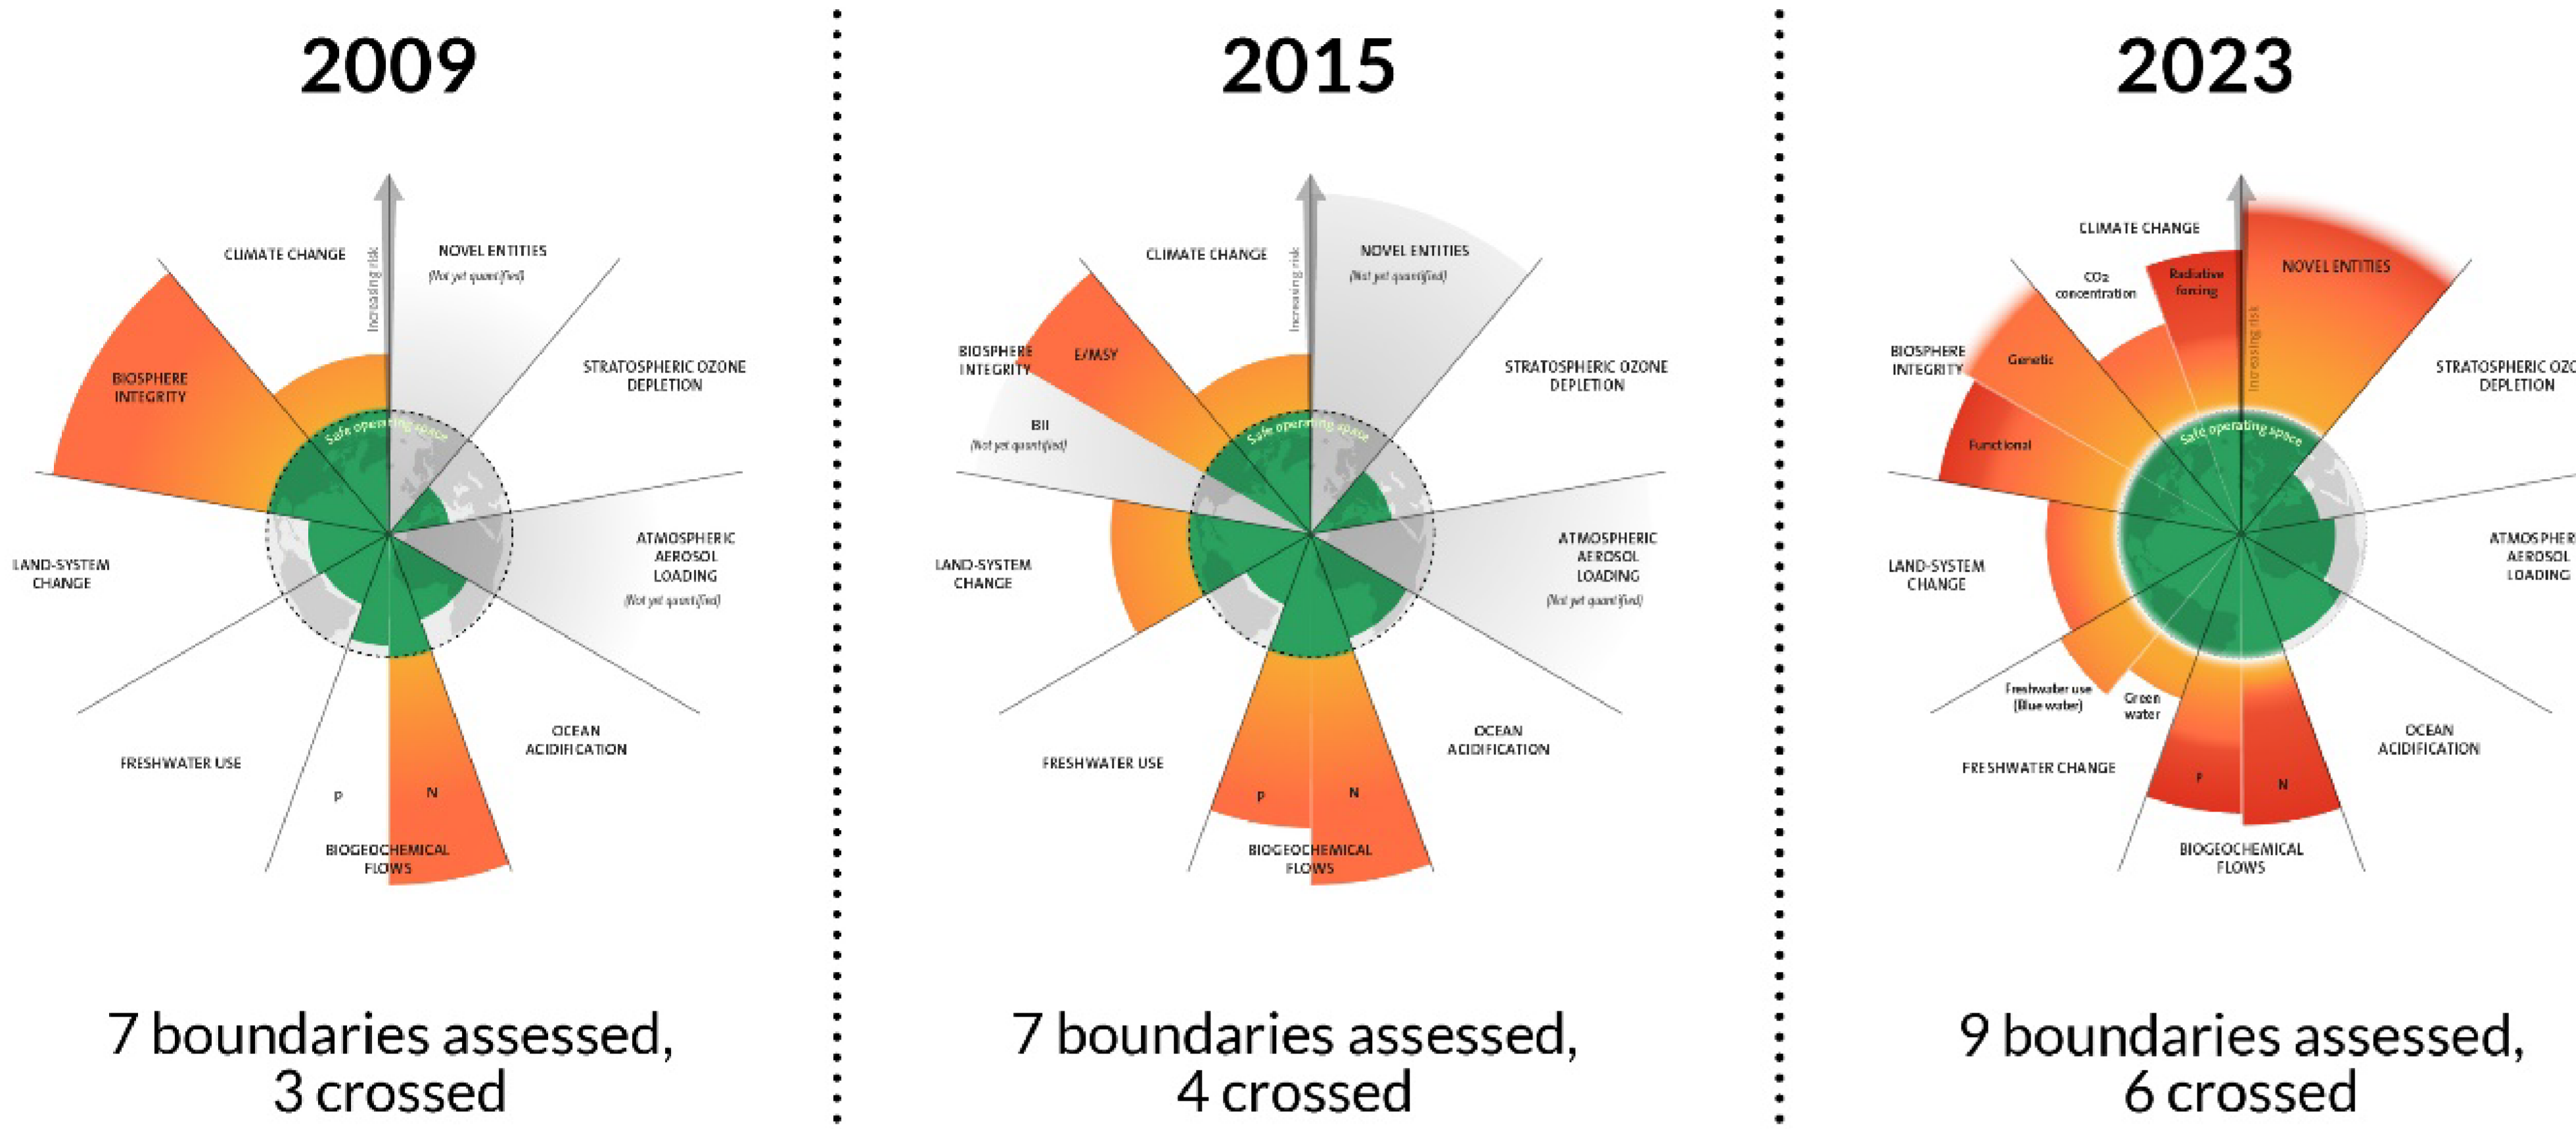 2009
CLIMATE CHANGE
Increasing risk
NOVEL ENTITIES
(Not yet quantified)
STRATOSPHERIC OZONE
DEPLETION
BIOSPHERE
INTEGRITY
Safe operating space
ATMOSPHERIC
AEROSOL
LOADING
(Not yet quantified)
LAND-SYSTEM
CHANGE
OCEAN
ACIDIFICATION
FRESHWATER USE
P
N
BIOGEOCHEMICAL
FLOWS
7 boundaries assessed,
3 crossed
2015
CLIMATE CHANGE
Increasing risk
NOVEL ENTITIES
(Not yet quantified)
STRATOSPHERIC OZONE
DEPLETION
BIOSPHERE
INTEGRITY
E/MSY
BII
(Not yet quantified)
Safe operating space
ATMOSPHERIC
AEROSOL
LOADING
(Not yet quantified)
LAND-SYSTEM
CHANGE
OCEAN
ACIDIFICATION
FRESHWATER USE
P
N
BIOGEOCHEMICAL
FLOWS
7 boundaries assessed,
4 crossed
2023
CLIMATE CHANGE
CO2
concentration
Radiative
forcing
Increasing risk
NOVEL ENTITIES
STRATOSPHERIC OZO
DEPLETION
BIOSPHERE
INTEGRITY
Genetic
Functional
Safe operating space
ATMOSPHER
AEROSOL
LOADING
LAND-SYSTEM
CHANGE
Freshwater use
(Blue water)
Green
water
OCEAN
ACIDIFICATION
FRESHWATER CHANGE
P
N
BIOGEOCHEMICAL
FLOWS
9 boundaries assessed,
6 crossed